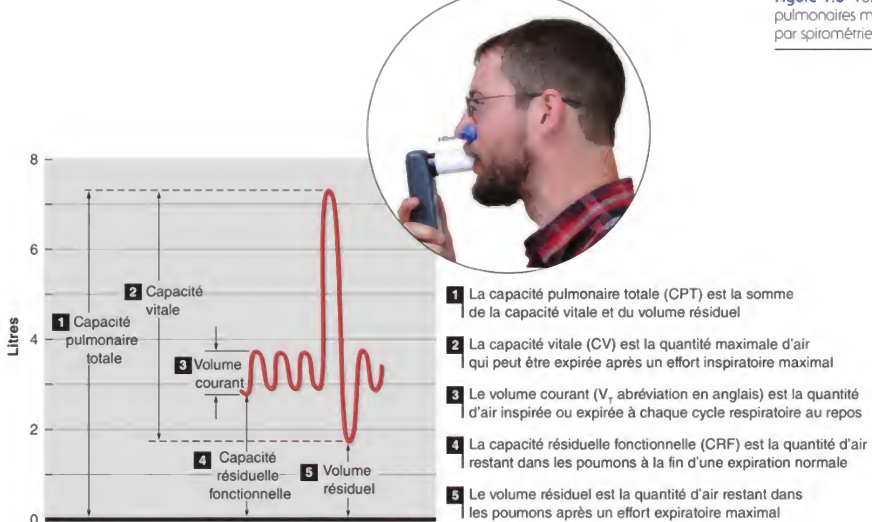 pulmonaires m
par spirométrie
8
6
4
2
0
Litres
2 Capacité
vitale
1 Capacité
pulmonaire
totale
3 Volume
courant
4 Capacité
résiduelle
fonctionnelle
5 Volume
résiduel
1 La capacité pulmonaire totale (CPT) est la somme
de la capacité vitale et du volume résiduel
2 La capacité vitale (CV) est la quantité maximale d'air
qui peut être expirée après un effort inspiratoire maximal
3 Le volume courant (V_T abréviation en anglais) est la quantité
d'air inspirée ou expirée à chaque cycle respiratoire au repos
4 La capacité résiduelle fonctionnelle (CRF) est la quantité d'air
restant dans les poumons à la fin d'une expiration normale
5 Le volume résiduel est la quantité d'air restant dans
les poumons après un effort expiratoire maximal